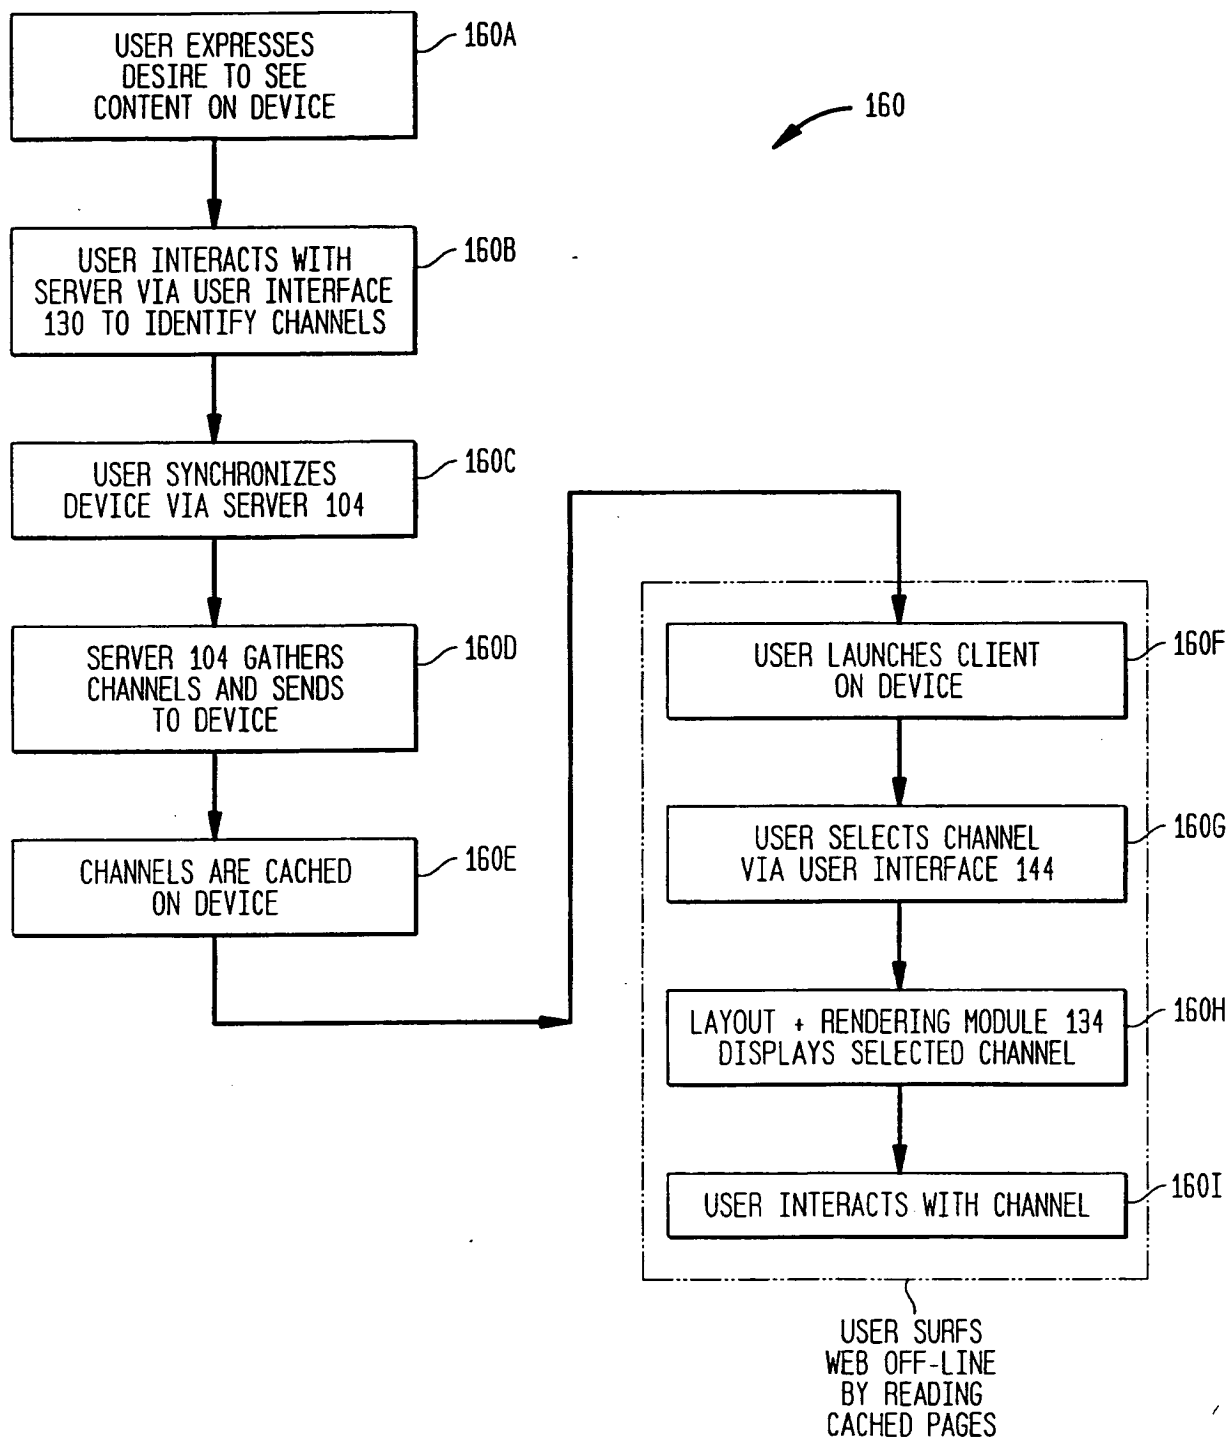 USER EXPRESSES
DESIRE TO SEE
CONTENT ON DEVICE
160A
160
USER INTERACTS WITH
SERVER VIA USER INTERFACE
130 TO IDENTIFY CHANNELS
160B
USER SYNCHRONIZES
DEVICE VIA SERVER 104
160C
SERVER 104 GATHERS
CHANNELS AND SENDS
TO DEVICE
160D
CHANNELS ARE CACHED
ON DEVICE
160E
USER LAUNCHES CLIENT
ON DEVICE
160F
USER SELECTS CHANNEL
VIA USER INTERFACE 144
160G
LAYOUT + RENDERING MODULE 134
DISPLAYS SELECTED CHANNEL
160H
USER INTERACTS WITH CHANNEL
160I
USER SURFS
WEB OFF-LINE
BY READING
CACHED PAGES